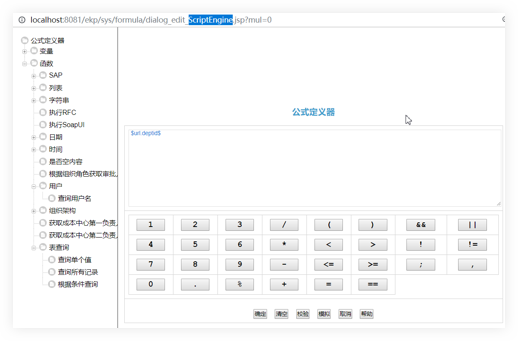 localhost:8081/ekp/sys/formula/dialog_edit_ScriptEngine.jsp?mul=0
公式定义器
变量
函数
SAP
列表
字符串
执行RFC
执行SoapUI
日期
时间
是否空内容
根据组织角色获取审批.
用户
查询用户名
组织架构
获取成本中心第一负责.
获取成本中心第二负责.
表查询
查询单个值
查询所有记录
根据条件查询
公式定义器
$url.deptId$
1 2 3 / ( ) && ||
4 5 6 * < > ! !=
7 8 9 - <= >= ; ,
0 . % + = ==
确定 清空 校验 模拟 取消 帮助